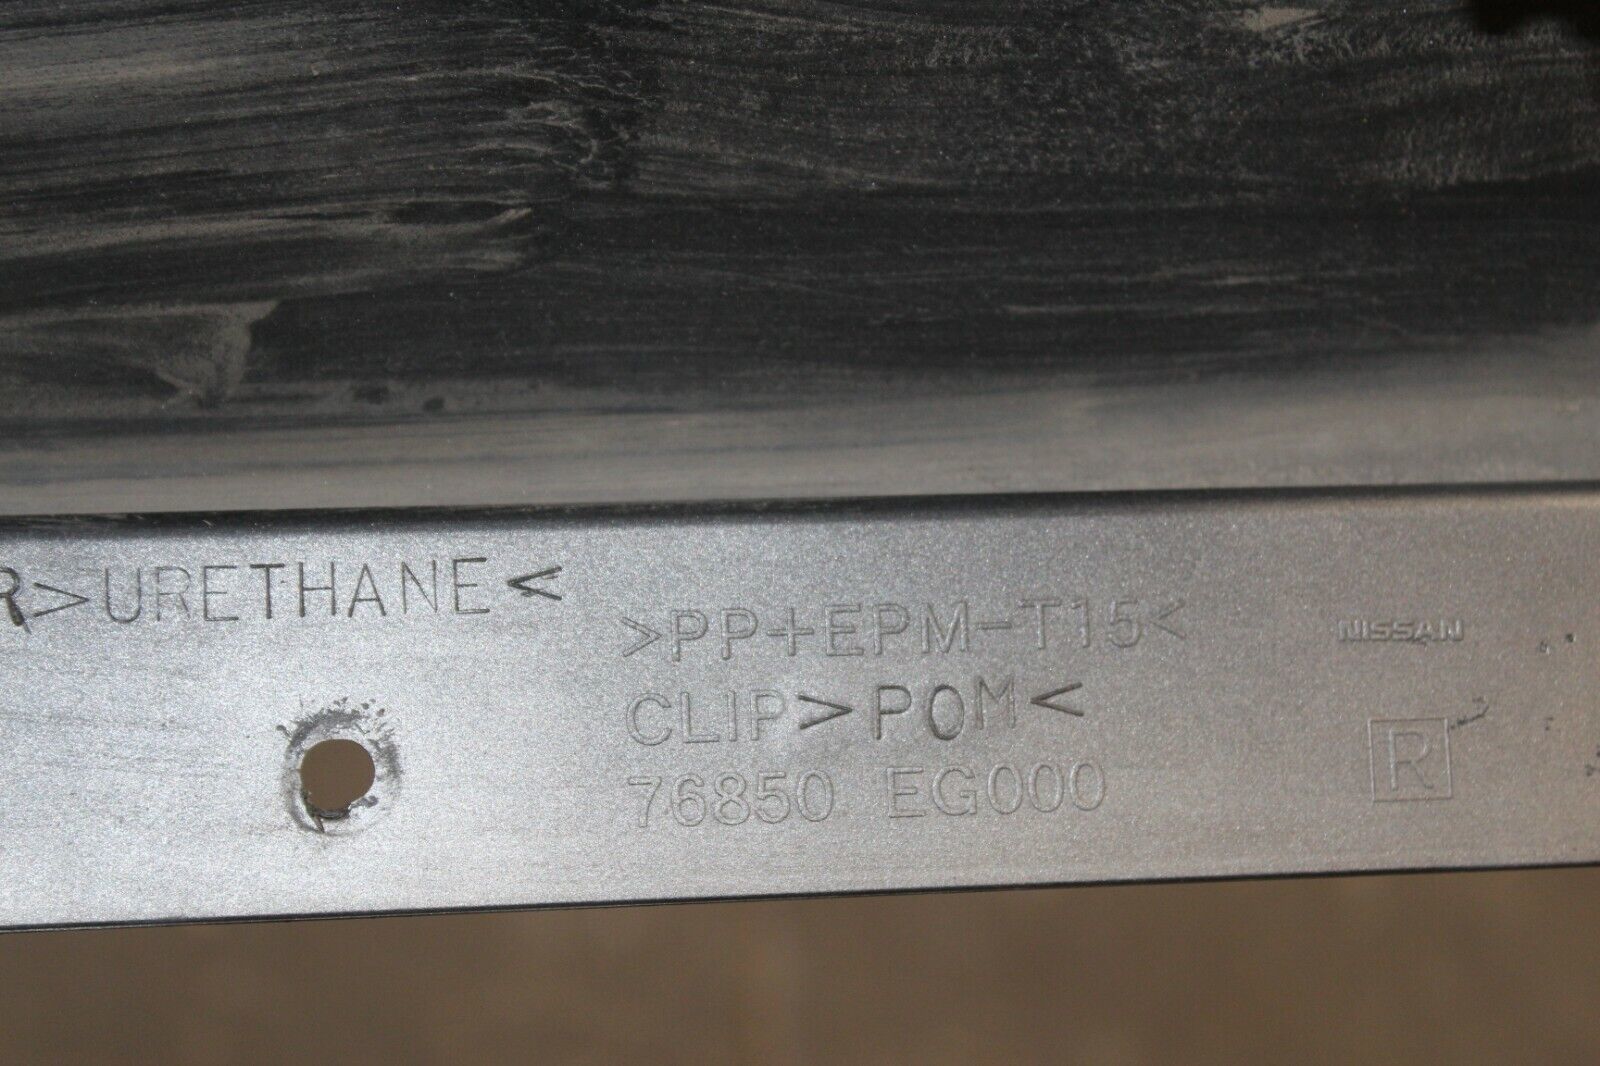 R>URETHANE<
>PP+EPM-T15<
NISSAN
CLIP>POM<
R
76850 EG000